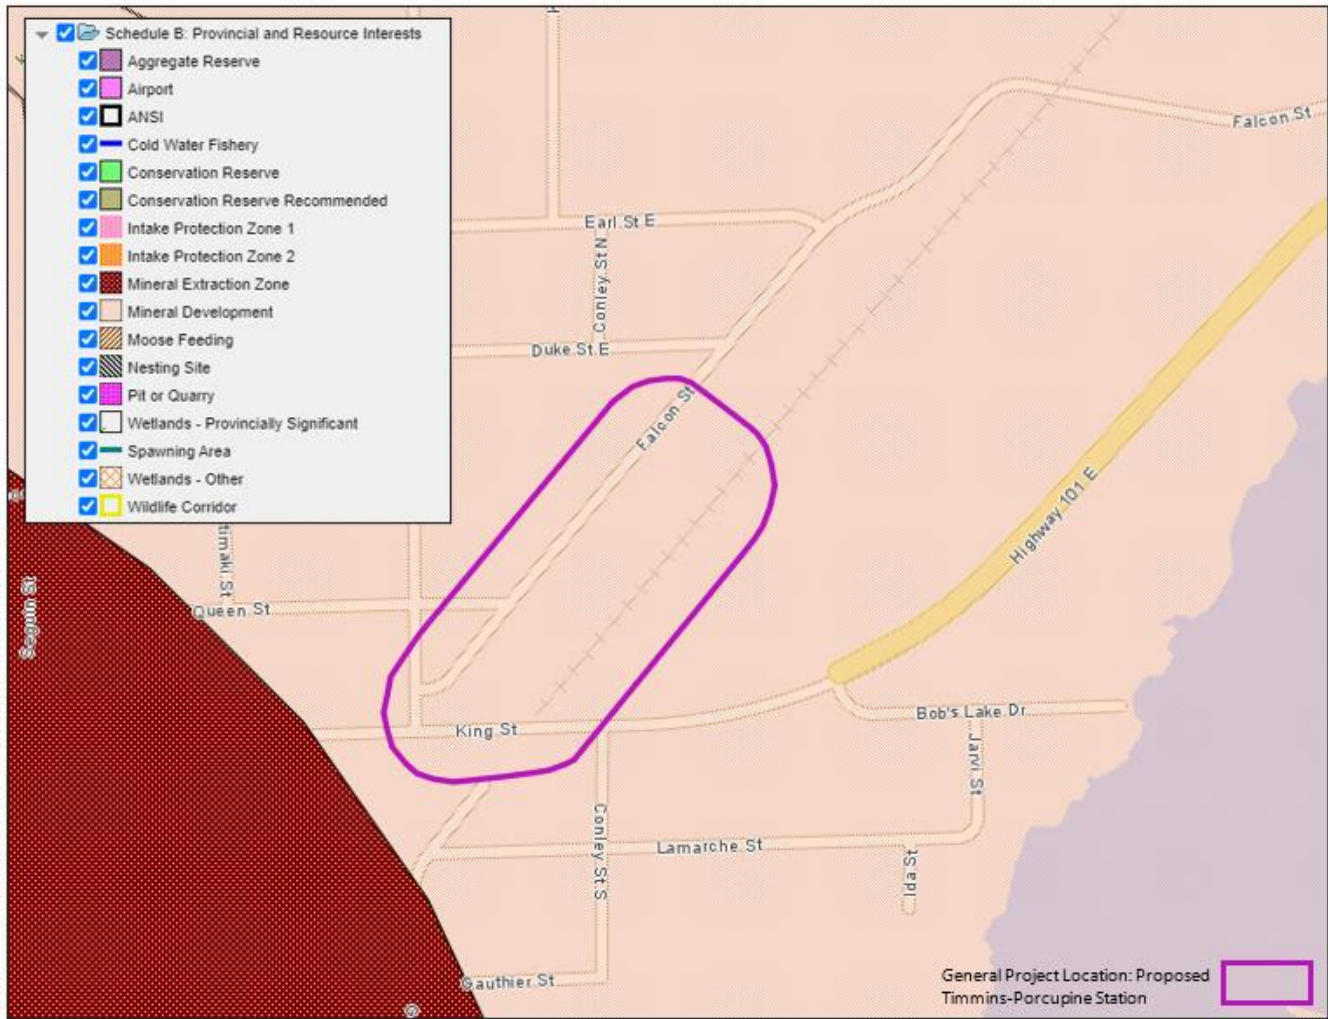 Schedule B: Provincial and Resource Interests
Aggregate Reserve
Airport
ANSI
Cold Water Fishery
Conservation Reserve
Conservation Reserve Recommended
Intake Protection Zone 1
Intake Protection Zone 2
Mineral Extraction Zone
Mineral Development
Moose Feeding
Nesting Site
Pit or Quarry
Wetlands - Provincially Significant
Spawning Area
Wetlands - Other
Wildlife Corridor
Falcon St
Earl St E
Conley St N
Duke St E
Falcon St
Highway 101 E
timaki St
Queen St
Seguin St
King St
Bob's Lake Dr
Jarvi St
Conley St S
Lamarche St
Ida St
Gauthier St
General Project Location: Proposed
Timmins-Porcupine Station